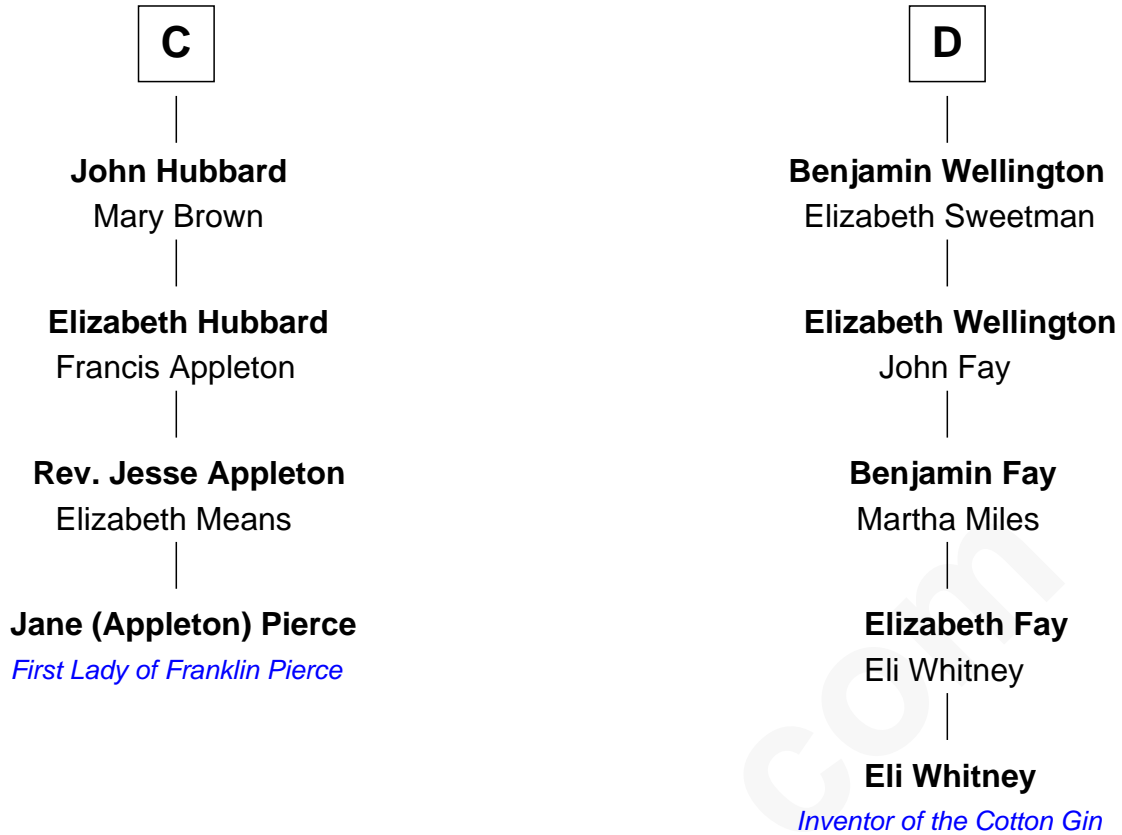 C
John Hubbard
Mary Brown
Elizabeth Hubbard
Francis Appleton
Rev. Jesse Appleton
Elizabeth Means
Jane (Appleton) Pierce
First Lady of Franklin Pierce
D
Benjamin Wellington
Elizabeth Sweetman
Elizabeth Wellington
John Fay
Benjamin Fay
Martha Miles
Elizabeth Fay
Eli Whitney
Eli Whitney
Inventor of the Cotton Gin
com